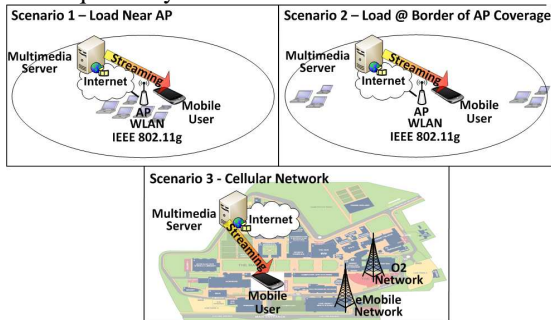 Scenario 1 – Load Near AP
Multimedia
Server
Streaming
Internet
AP
WLAN
IEEE 802.11g
Mobile
User
Scenario 2 – Load @ Border of AP Coverage
Multimedia
Server
Streaming
Internet
AP
WLAN
IEEE 802.11g
Mobile
User
Scenario 3 - Cellular Network
Multimedia
Server
Internet
Streaming
Mobile
User
O2
Network
eMobile
Network